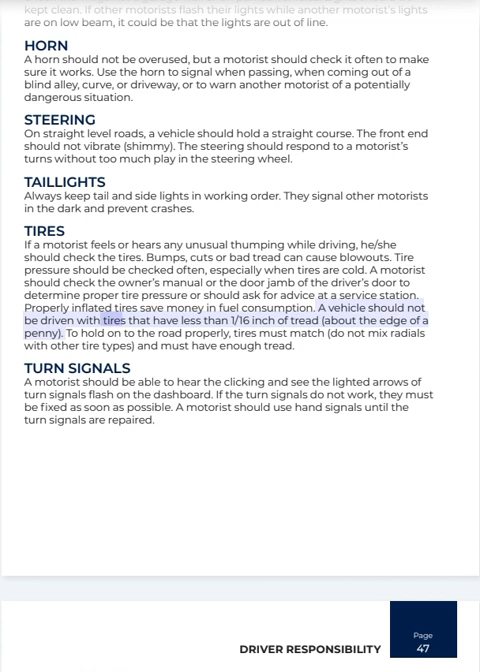 kept clean. If other motorists flash their lights while another motorist's lights
are on low beam, it could be that the lights are out of line.
HORN
A horn should not be overused, but a motorist should check it often to make
sure it works. Use the horn to signal when passing, when coming out of a
blind alley, curve, or driveway, or to warn another motorist of a potentially
dangerous situation.
STEERING
On straight level roads, a vehicle should hold a straight course. The front end
should not vibrate (shimmy). The steering should respond to a motorist's
turns without too much play in the steering wheel.
TAILLIGHTS
Always keep tail and side lights in working order. They signal other motorists
in the dark and prevent crashes.
TIRES
If a motorist feels or hears any unusual thumping while driving, he/she
should check the tires. Bumps, cuts or bad tread can cause blowouts. Tire
pressure should be checked often, especially when tires are cold. A motorist
should check the owner's manual or the door jamb of the driver's door to
determine proper tire pressure or should ask for advice at a service station.
Properly inflated tires save money in fuel consumption. A vehicle should not
be driven with tires that have less than 1/16 inch of tread (about the edge of a
penny). To hold on to the road properly, tires must match (do not mix radials
with other tire types) and must have enough tread.
TURN SIGNALS
A motorist should be able to hear the clicking and see the lighted arrows of
turn signals flash on the dashboard. If the turn signals do not work, they must
be fixed as soon as possible. A motorist should use hand signals until the
turn signals are repaired.
Page
DRIVER RESPONSIBILITY 47